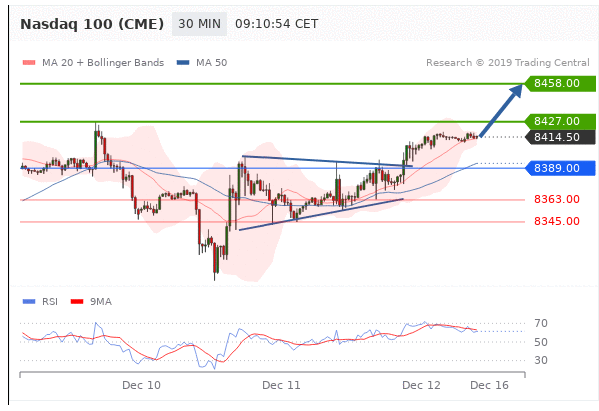 Nasdaq 100 (CME) 30 MIN 09:10:54 CET
MA 20 + Bollinger Bands MA 50 Research © 2019 Trading Central
8458.00
8427.00
8414.50
8389.00
8363.00
8345.00
RSI 9MA
70
50
30
Dec 10 Dec 11 Dec 12 Dec 16